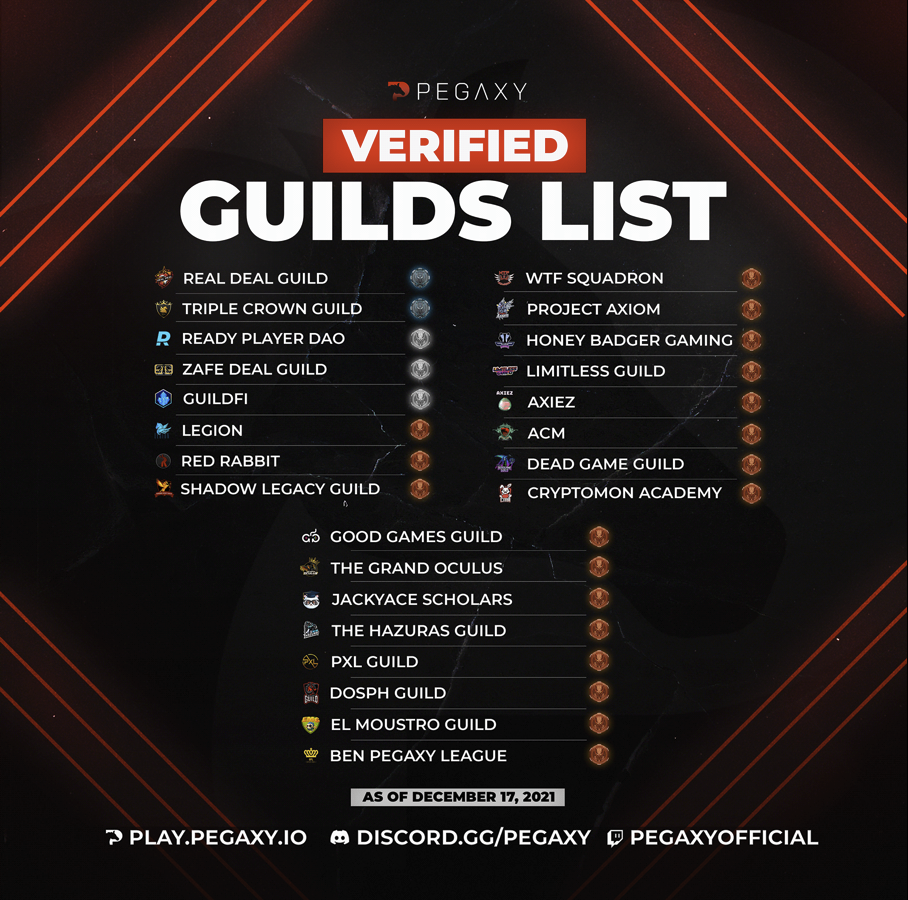 PEGAXY
VERIFIED
GUILDS LIST
REAL DEAL GUILD
TRIPLE CROWN GUILD
READY PLAYER DAO
ZAFE DEAL GUILD
GUILDFI
LEGION
RED RABBIT
SHADOW LEGACY GUILD
WTF SQUADRON
PROJECT AXIOM
HONEY BADGER GAMING
LIMITLESS GUILD
AXIEZ
ACM
DEAD GAME GUILD
CRYPTOMON ACADEMY
GOOD GAMES GUILD
THE GRAND OCULUS
JACKYACE SCHOLARS
THE HAZURAS GUILD
PXL GUILD
DOSPH GUILD
EL MOUSTRO GUILD
BEN PEGAXY LEAGUE
AS OF DECEMBER 17, 2021
PLAY.PEGAXY.IO DISCORD.GG/PEGAXY PEGAXYOFFICIAL